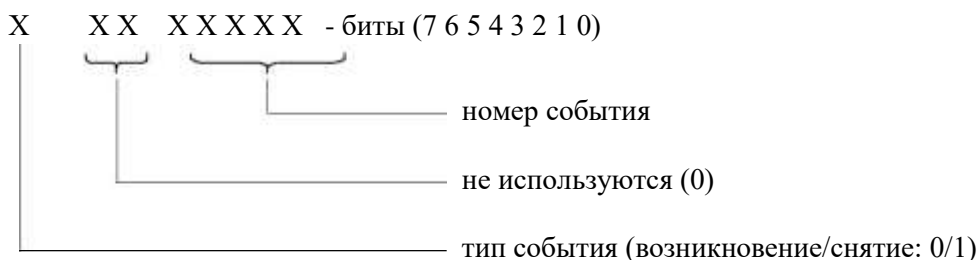 X XX XXXXX - биты (7 6 5 4 3 2 1 0)
номер события
не используются (0)
тип события (возникновение/снятие: 0/1)